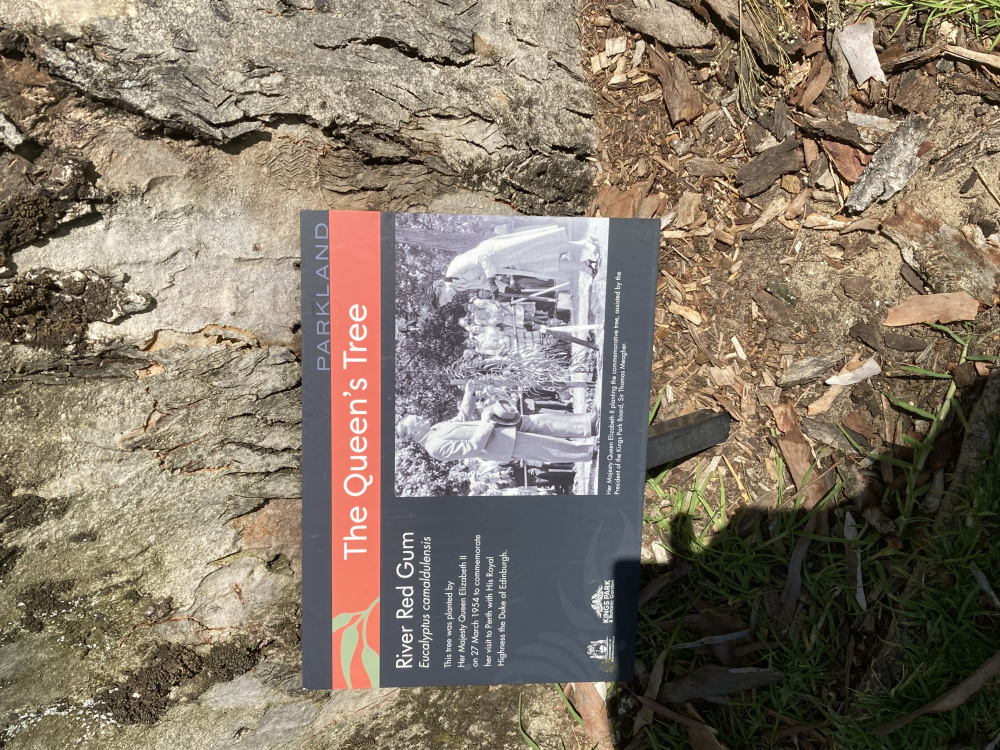 PARKLAND
The Queen's Tree
River Red Gum
Eucalyptus camaldulensis
This tree was planted by
Her Majesty Queen Elizabeth II
on 27 March 1954 to commemorate
her visit to Perth with His Royal
Highness the Duke of Edinburgh.
Her Majesty Queen Elizabeth II planting the commemorative tree, assisted by the
President of the Kings Park Board, Sir Thomas Meagher.
KINGS PARK
& Botanic Garden